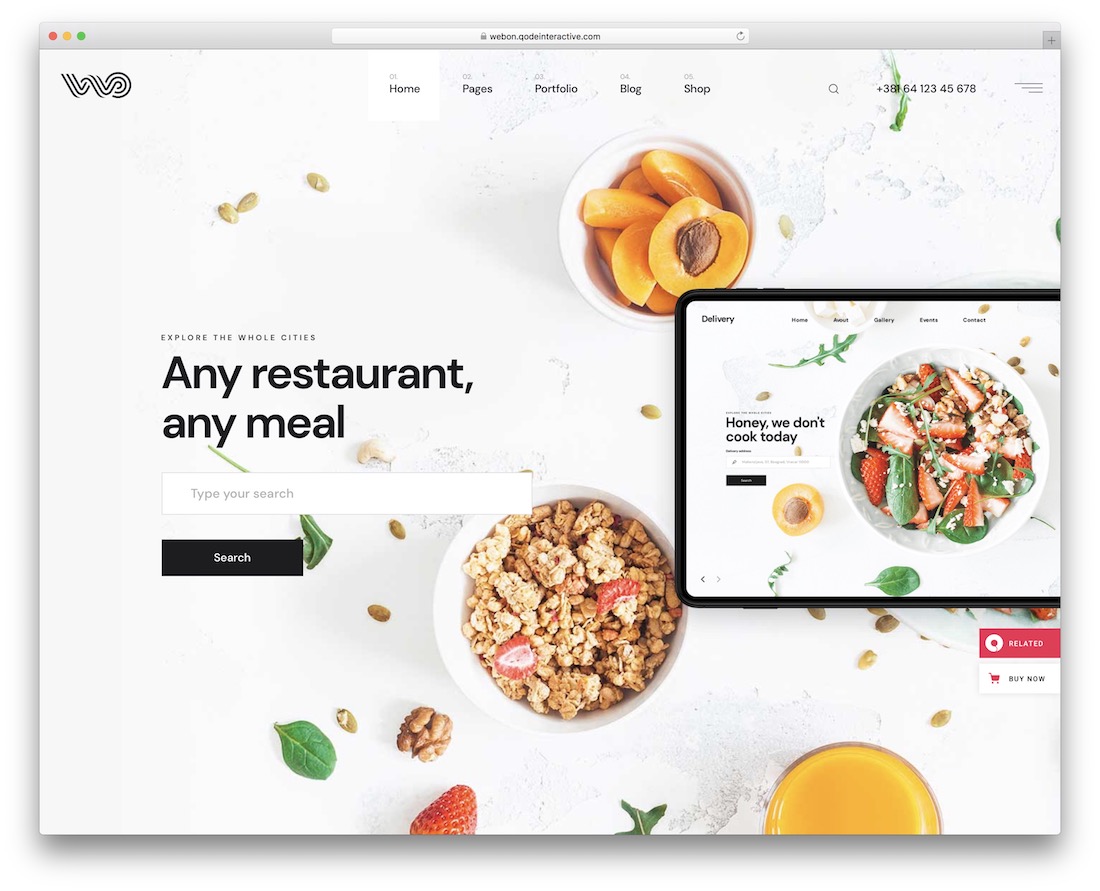 webon.qodeinteractive.com
01. 02. 03. 04. 05.
Home Pages Portfolio Blog Shop
+381 64 123 45 678
EXPLORE THE WHOLE CITIES
Any restaurant,
any meal
Type your search
Search
Delivery Home About Gallery Events Contact
EXPLORE THE WHOLE CITIES
Honey, we don't
cook today
Delivery address
Search
RELATED
BUY NOW